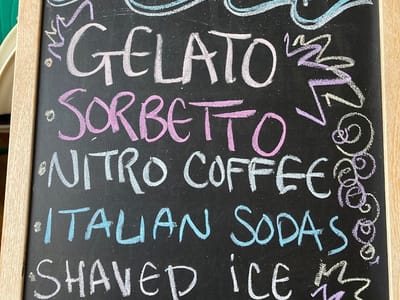 GELATO
SORBETTO
NITRO COFFEE
ITALIAN SODAS
SHAVED iCE